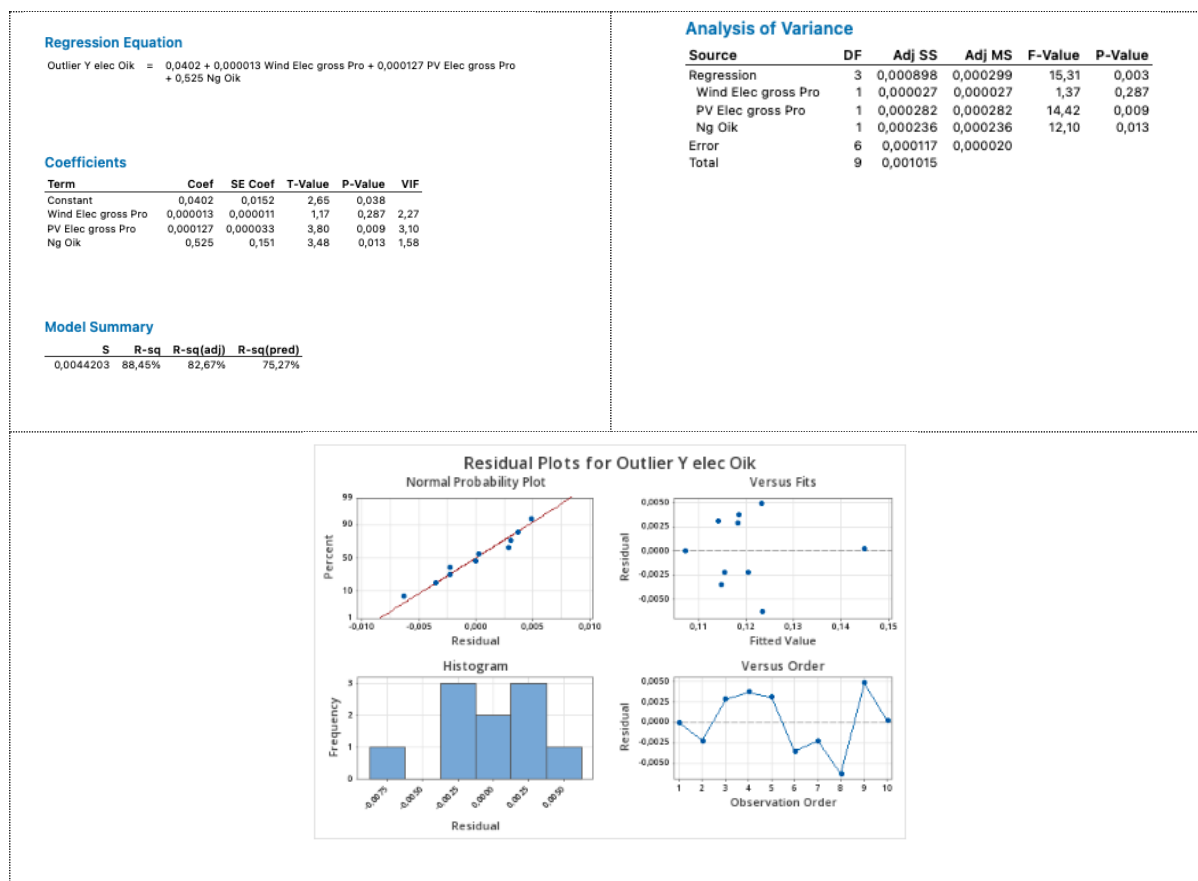 Regression Equation
Outlier Y elec Oik = 0,0402 + 0,000013 Wind Elec gross Pro + 0,000127 PV Elec gross Pro
+ 0,525 Ng Oik
Coefficients
Term Coef SE Coef T-Value P-Value VIF
Constant 0,0402 0,0152 2,65 0,038
Wind Elec gross Pro 0,000013 0,000011 1,17 0,287 2,27
PV Elec gross Pro 0,000127 0,000033 3,80 0,009 3,10
Ng Oik 0,525 0,151 3,48 0,013 1,58
Model Summary
S R-sq R-sq(adj) R-sq(pred)
0,0044203 88,45% 82,67% 75,27%
Analysis of Variance
Source DF Adj SS Adj MS F-Value P-Value
Regression 3 0,000898 0,000299 15,31 0,003
Wind Elec gross Pro 1 0,000027 0,000027 1,37 0,287
PV Elec gross Pro 1 0,000282 0,000282 14,42 0,009
Ng Oik 1 0,000236 0,000236 12,10 0,013
Error 6 0,000117 0,000020
Total 9 0,001015
Residual Plots for Outlier Y elec Oik
Normal Probability Plot
Percent
99
90
50
10
1
-0,010 -0,005 0,000 0,005 0,010
Residual
Versus Fits
Residual
0,0050
0,0025
0,0000
-0,0025
-0,0050
0,11 0,12 0,13 0,14 0,15
Fitted Value
Histogram
Frequency
3
2
1
0
-0,0075 -0,0050 -0,0025 0,0000 0,0025 0,0050
Residual
Versus Order
Residual
0,0050
0,0025
0,0000
-0,0025
-0,0050
1 2 3 4 5 6 7 8 9 10
Observation Order